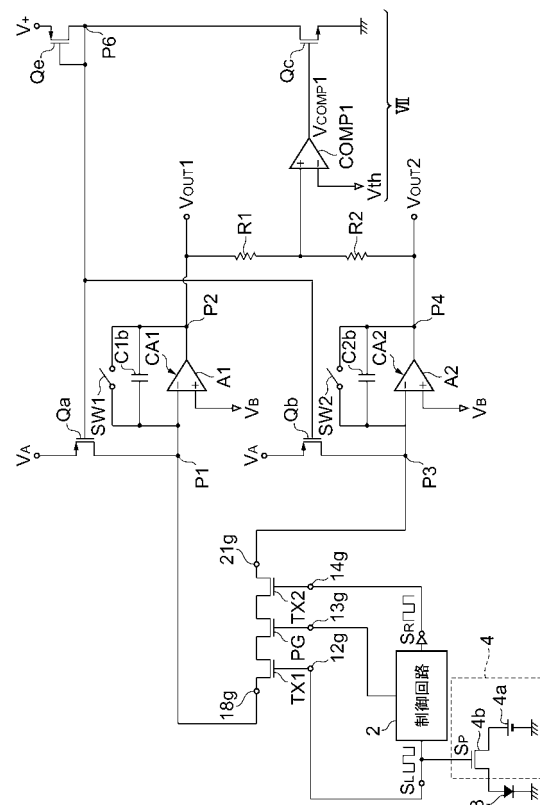 V+
Qe
P6
Qc
VCOMP1
COMP1
Vth
VII
VOUT1
R1
R2
VOUT2
P2
C1b
CA1
SW1
A1
VB
VA
Qa
P1
P4
C2b
CA2
SW2
A2
VB
VA
Qb
P3
21g
18g
TX1
PG
TX2
12g
13g
14g
SR
制御回路
2
SL
SP
4
4b
4a